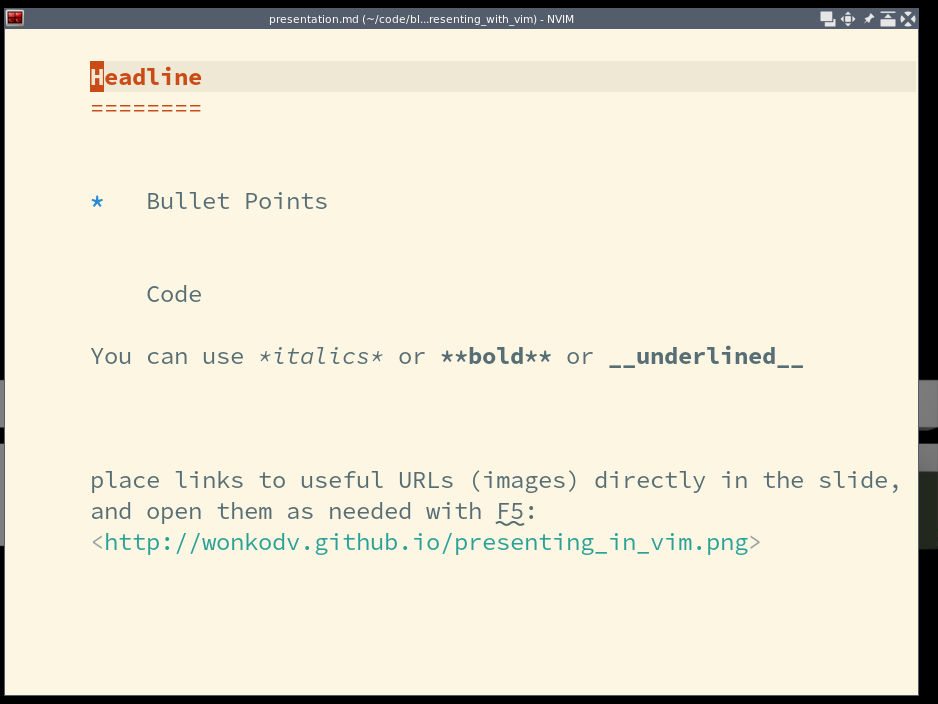 presentation.md (~/code/bl...resenting_with_vim) - NVIM
Headline
========
*   Bullet Points
    Code
You can use *italics* or **bold** or __underlined__
place links to useful URLs (images) directly in the slide,
and open them as needed with F5:
<http://wonkodv.github.io/presenting_in_vim.png>